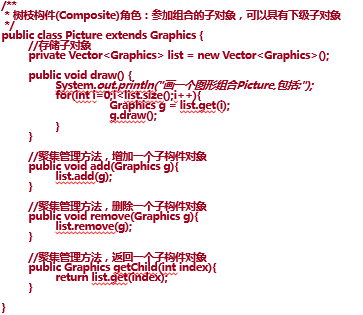 /**
* 树枝构件(Composite)角色：参加组合的子对象，可以具有下级子对象
*/
public class Picture extends Graphics {
//存储子对象
private Vector<Graphics> list = new Vector<Graphics>();
public void draw() {
System.out.println("画一个图形组合Picture,包括:");
for(int i=0;i<list.size();i++){
Graphics g = list.get(i);
g.draw();
}
}
//聚集管理方法，增加一个子构件对象
public void add(Graphics g){
list.add(g);
}
//聚集管理方法，删除一个子构件对象
public void remove(Graphics g){
list.remove(g);
}
//聚集管理方法，返回一个子构件对象
public Graphics getChild(int index){
return list.get(index);
}
}